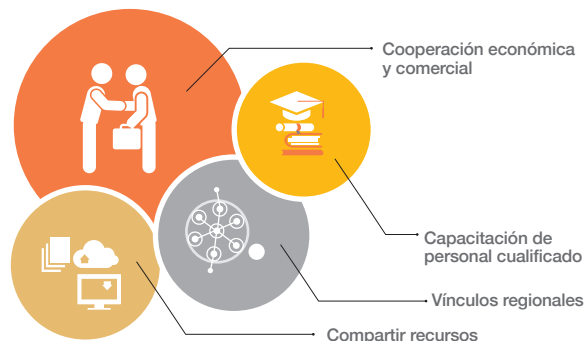 Cooperación económica
y comercial
Capacitación de
personal cualificado
Vínculos regionales
Compartir recursos